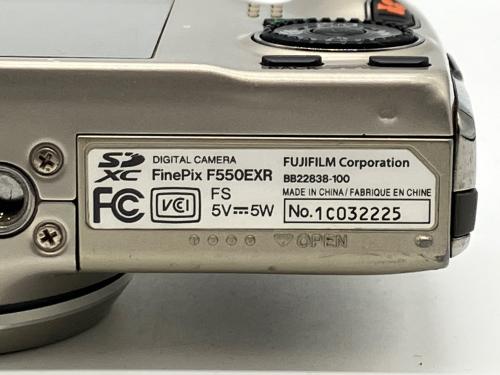 SD XC
DIGITAL CAMERA
FinePix F550EXR
FUJIFILM Corporation
BB22838-100
MADE IN CHINA/FABRIQUE EN CHINE
FC
VCI
FS
5V⎓5W
No.1C032225
OPEN